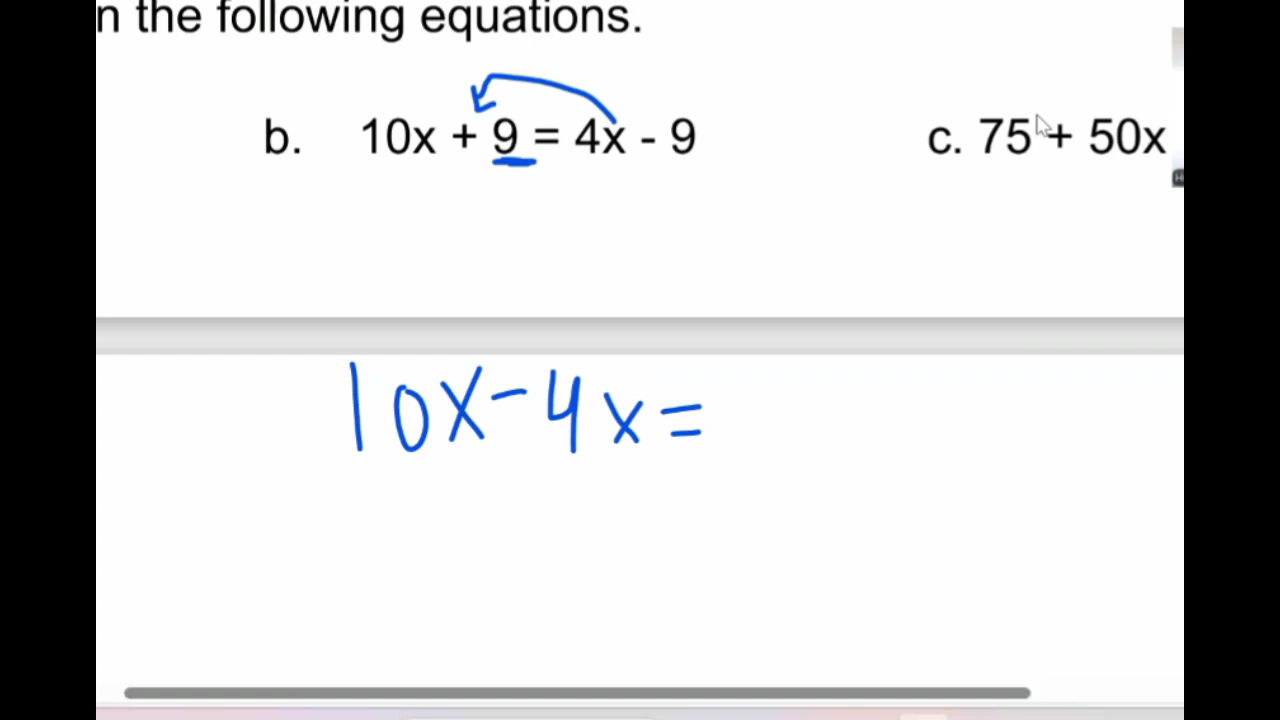 n the following equations.
b. 10x + 9 = 4x - 9
c. 75 + 50x
10x-4x=